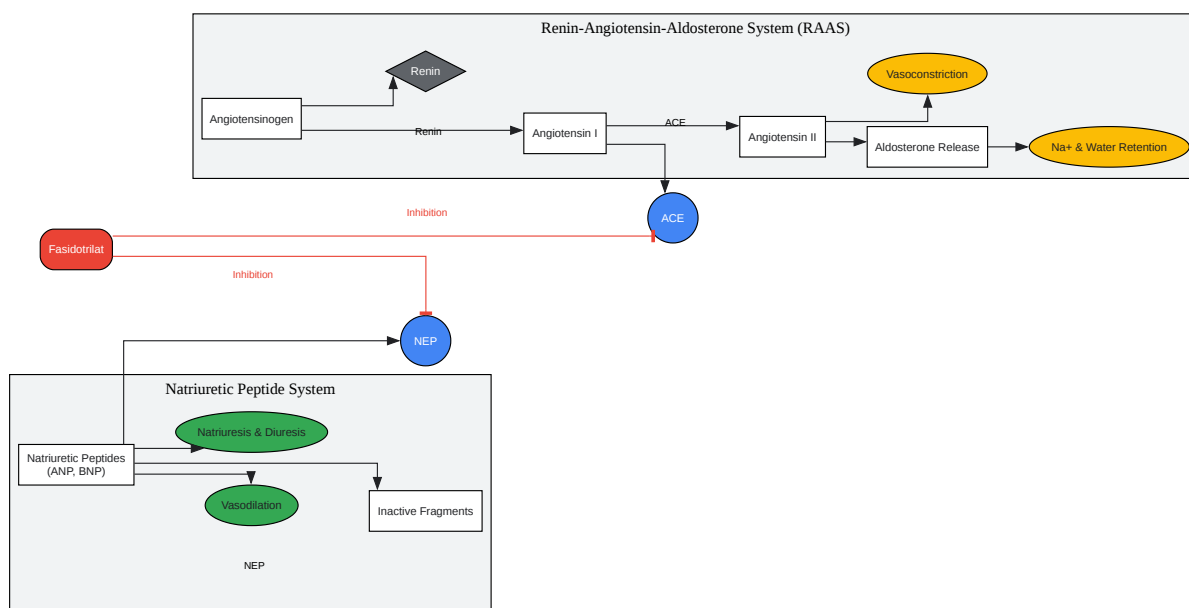 Renin-Angiotensin-Aldosterone System (RAAS)
Renin
Vasoconstriction
Angiotensinogen
Renin
Angiotensin I
ACE
Angiotensin II
Aldosterone Release
Na+ & Water Retention
Inhibition
ACE
Fasidotrilat
Inhibition
NEP
Natriuretic Peptide System
Natriuresis & Diuresis
Natriuretic Peptides
(ANP, BNP)
Vasodilation
Inactive Fragments
NEP